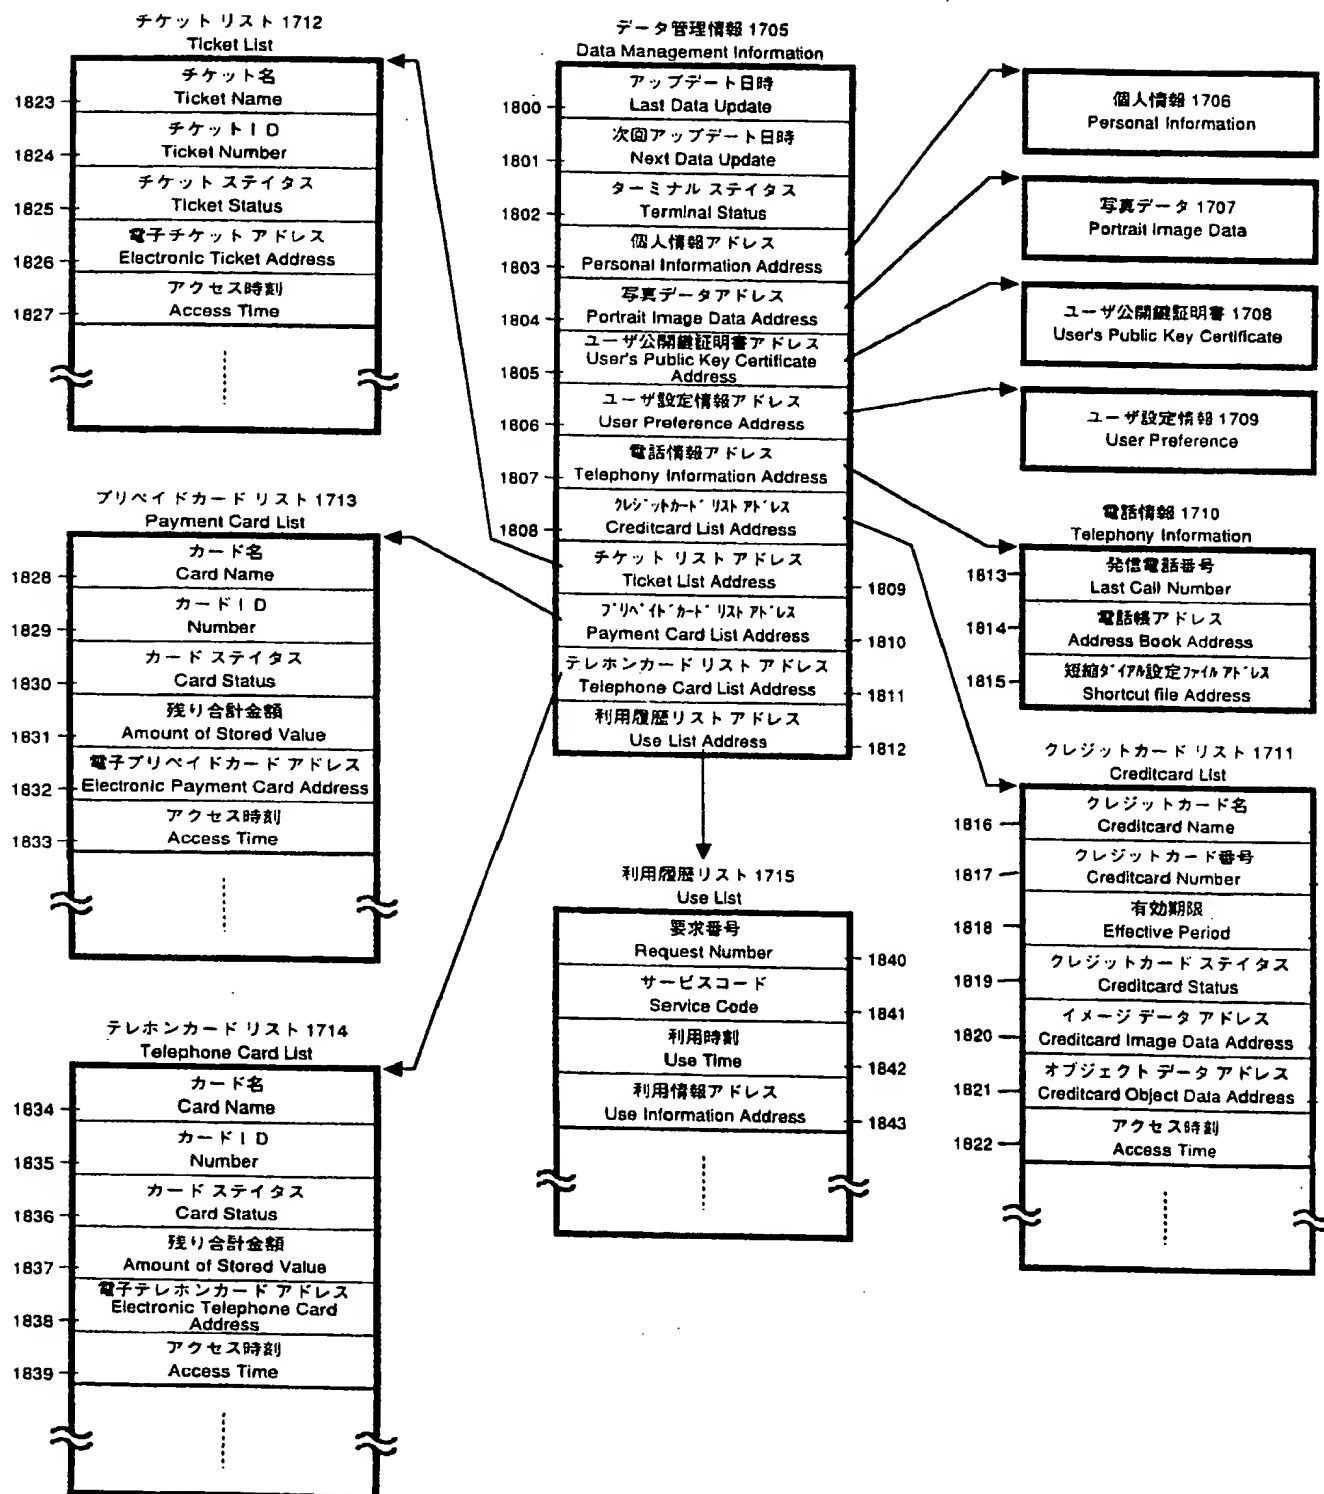 チケット リスト 1712
Ticket List
チケット名
Ticket Name
1823
チケットID
Ticket Number
1824
チケット ステイタス
Ticket Status
1825
電子チケット アドレス
Electronic Ticket Address
1826
アクセス時刻
Access Time
1827
プリペイドカード リスト 1713
Payment Card List
カード名
Card Name
1828
カードID
Number
1829
カード ステイタス
Card Status
1830
残り合計金額
Amount of Stored Value
1831
電子プリペイドカード アドレス
Electronic Payment Card Address
1832
アクセス時刻
Access Time
1833
テレホンカード リスト 1714
Telephone Card List
カード名
Card Name
1834
カードID
Number
1835
カード ステイタス
Card Status
1836
残り合計金額
Amount of Stored Value
1837
電子テレホンカード アドレス
Electronic Telephone Card
Address
1838
アクセス時刻
Access Time
1839
データ管理情報 1705
Data Management Information
アップデート日時
Last Data Update
1800
次回アップデート日時
Next Data Update
1801
ターミナル ステイタス
Terminal Status
1802
個人情報アドレス
Personal Information Address
1803
写真データアドレス
Portrait Image Data Address
1804
ユーザ公開鍵証明書アドレス
User's Public Key Certificate
Address
1805
ユーザ設定情報アドレス
User Preference Address
1806
電話情報アドレス
Telephony Information Address
1807
クレジットカード リスト アドレス
Creditcard List Address
1808
チケット リスト アドレス
Ticket List Address
1809
プリペイドカード リスト アドレス
Payment Card List Address
1810
テレホンカード リスト アドレス
Telephone Card List Address
1811
利用履歴リスト アドレス
Use List Address
1812
利用履歴リスト 1715
Use List
要求番号
Request Number
1840
サービスコード
Service Code
1841
利用時刻
Use Time
1842
利用情報アドレス
Use Information Address
1843
個人情報 1706
Personal Information
写真データ 1707
Portrait Image Data
ユーザ公開鍵証明書 1708
User's Public Key Certificate
ユーザ設定情報 1709
User Preference
電話情報 1710
Telephony Information
発信電話番号
Last Call Number
1813
電話帳アドレス
Address Book Address
1814
短縮ダイアル設定ファイルアドレス
Shortcut file Address
1815
クレジットカード リスト 1711
Creditcard List
クレジットカード名
Creditcard Name
1816
クレジットカード番号
Creditcard Number
1817
有効期限
Effective Period
1818
クレジットカード ステイタス
Creditcard Status
1819
イメージ データ アドレス
Creditcard Image Data Address
1820
オブジェクト データ アドレス
Creditcard Object Data Address
1821
アクセス時刻
Access Time
1822